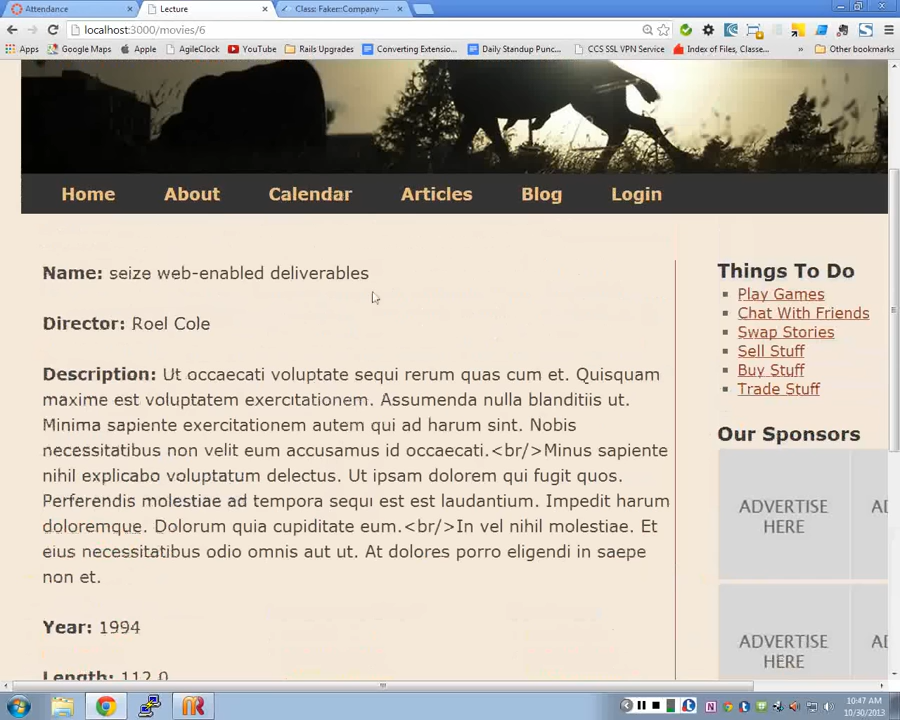 Attendance
Lecture
Class: Faker::Company —
localhost:3000/movies/6
Apps Google Maps Apple AgileClock YouTube Rails Upgrades Converting Extension... Daily Standup Punc... CCS SSL VPN Service Index of Files, Classe... » Other bookmarks
Home About Calendar Articles Blog Login
Name: seize web-enabled deliverables
Director: Roel Cole
Description: Ut occaecati voluptate sequi rerum quas cum et. Quisquam
maxime est voluptatem exercitationem. Assumenda nulla blanditiis ut.
Minima sapiente exercitationem autem qui ad harum sint. Nobis
necessitatibus non velit eum accusamus id occaecati.<br/>Minus sapiente
nihil explicabo voluptatum delectus. Ut ipsam dolorem qui fugit quos.
Perferendis molestiae ad tempora sequi est est laudantium. Impedit harum
doloremque. Dolorum quia cupiditate eum.<br/>In vel nihil molestiae. Et
eius necessitatibus odio omnis aut ut. At dolores porro eligendi in saepe
non et.
Year: 1994
Length: 112.0
Things To Do
Play Games
Chat With Friends
Swap Stories
Sell Stuff
Buy Stuff
Trade Stuff
Our Sponsors
ADVERTISE
HERE
ADVERTISE
HERE
10:47 AM
10/30/2013